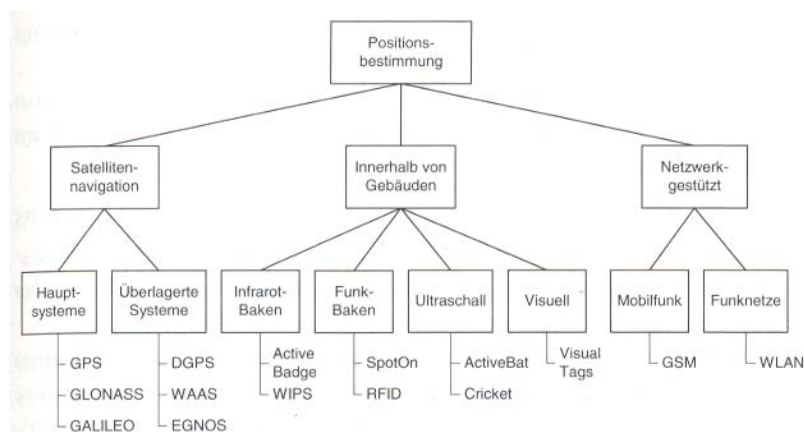 Positions-
bestimmung
Satelliten-
navigation
Innerhalb von
Gebäuden
Netzwerk-
gestützt
Haupt-
systeme
Überlagerte
Systeme
Infrarot-
Baken
Funk-
Baken
Ultraschall
Visuell
Mobilfunk
Funknetze
GPS
GLONASS
GALILEO
DGPS
WAAS
EGNOS
Active
Badge
WIPS
SpotOn
RFID
ActiveBat
Cricket
Visual
Tags
GSM
WLAN